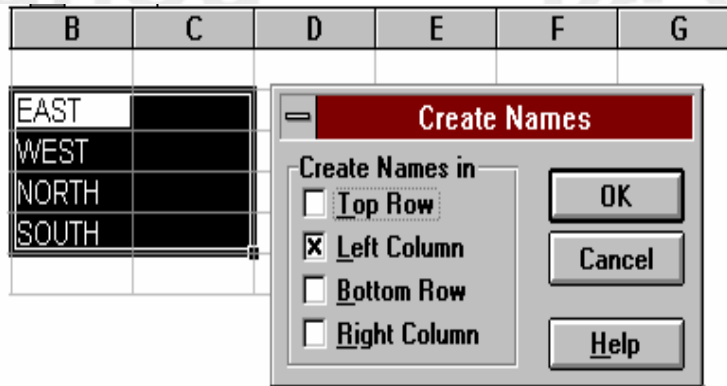 B C D E F G
EAST
WEST
NORTH
SOUTH
Create Names
Create Names in
Top Row
Left Column
Bottom Row
Right Column
OK
Cancel
Help